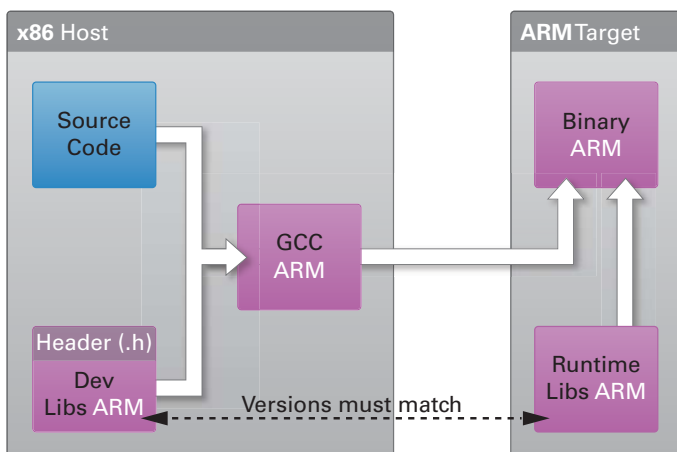 x86 Host
ARM Target
Source
Code
Binary
ARM
GCC
ARM
Header (.h)
Dev
Libs ARM
Versions must match
Runtime
Libs ARM